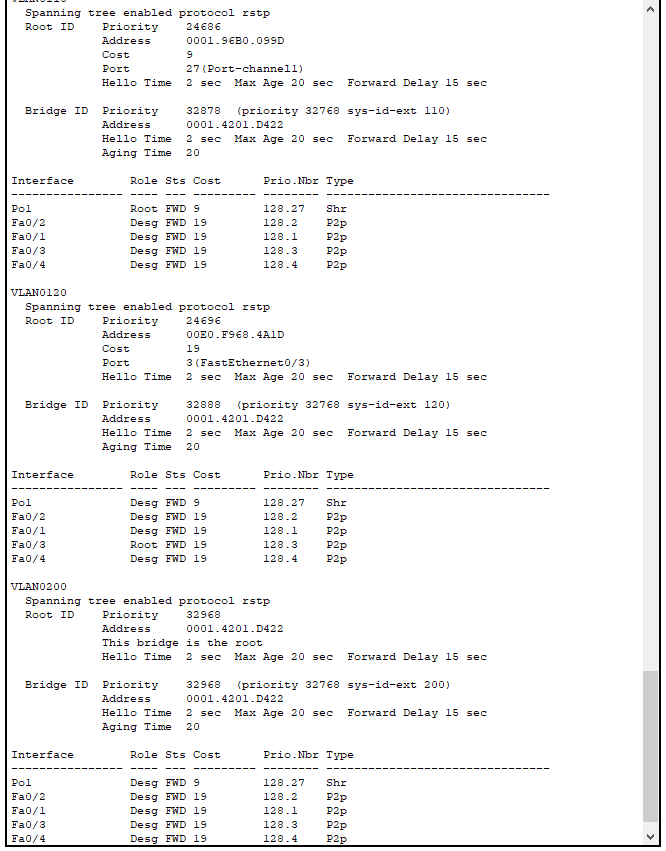 VLAN0110
  Spanning tree enabled protocol rstp
  Root ID    Priority    24686
             Address     0001.96B0.099D
             Cost        9
             Port        27(Port-channel1)
             Hello Time  2 sec  Max Age 20 sec  Forward Delay 15 sec

  Bridge ID  Priority    32878  (priority 32768 sys-id-ext 110)
             Address     0001.4201.D422
             Hello Time  2 sec  Max Age 20 sec  Forward Delay 15 sec
             Aging Time  20

Interface        Role Sts Cost      Prio.Nbr Type
---------------- ---- --- --------- -------- --------------------------------
Po1              Root FWD 9         128.27   Shr
Fa0/2            Desg FWD 19        128.2    P2p
Fa0/1            Desg FWD 19        128.1    P2p
Fa0/3            Desg FWD 19        128.3    P2p
Fa0/4            Desg FWD 19        128.4    P2p

VLAN0120
  Spanning tree enabled protocol rstp
  Root ID    Priority    24696
             Address     00E0.F968.4A1D
             Cost        19
             Port        3(FastEthernet0/3)
             Hello Time  2 sec  Max Age 20 sec  Forward Delay 15 sec

  Bridge ID  Priority    32888  (priority 32768 sys-id-ext 120)
             Address     0001.4201.D422
             Hello Time  2 sec  Max Age 20 sec  Forward Delay 15 sec
             Aging Time  20

Interface        Role Sts Cost      Prio.Nbr Type
---------------- ---- --- --------- -------- --------------------------------
Po1              Desg FWD 9         128.27   Shr
Fa0/2            Desg FWD 19        128.2    P2p
Fa0/1            Desg FWD 19        128.1    P2p
Fa0/3            Root FWD 19        128.3    P2p
Fa0/4            Desg FWD 19        128.4    P2p

VLAN0200
  Spanning tree enabled protocol rstp
  Root ID    Priority    32968
             Address     0001.4201.D422
             This bridge is the root
             Hello Time  2 sec  Max Age 20 sec  Forward Delay 15 sec

  Bridge ID  Priority    32968  (priority 32768 sys-id-ext 200)
             Address     0001.4201.D422
             Hello Time  2 sec  Max Age 20 sec  Forward Delay 15 sec
             Aging Time  20

Interface        Role Sts Cost      Prio.Nbr Type
---------------- ---- --- --------- -------- --------------------------------
Po1              Desg FWD 9         128.27   Shr
Fa0/2            Desg FWD 19        128.2    P2p
Fa0/1            Desg FWD 19        128.1    P2p
Fa0/3            Desg FWD 19        128.3    P2p
Fa0/4            Desg FWD 19        128.4    P2p